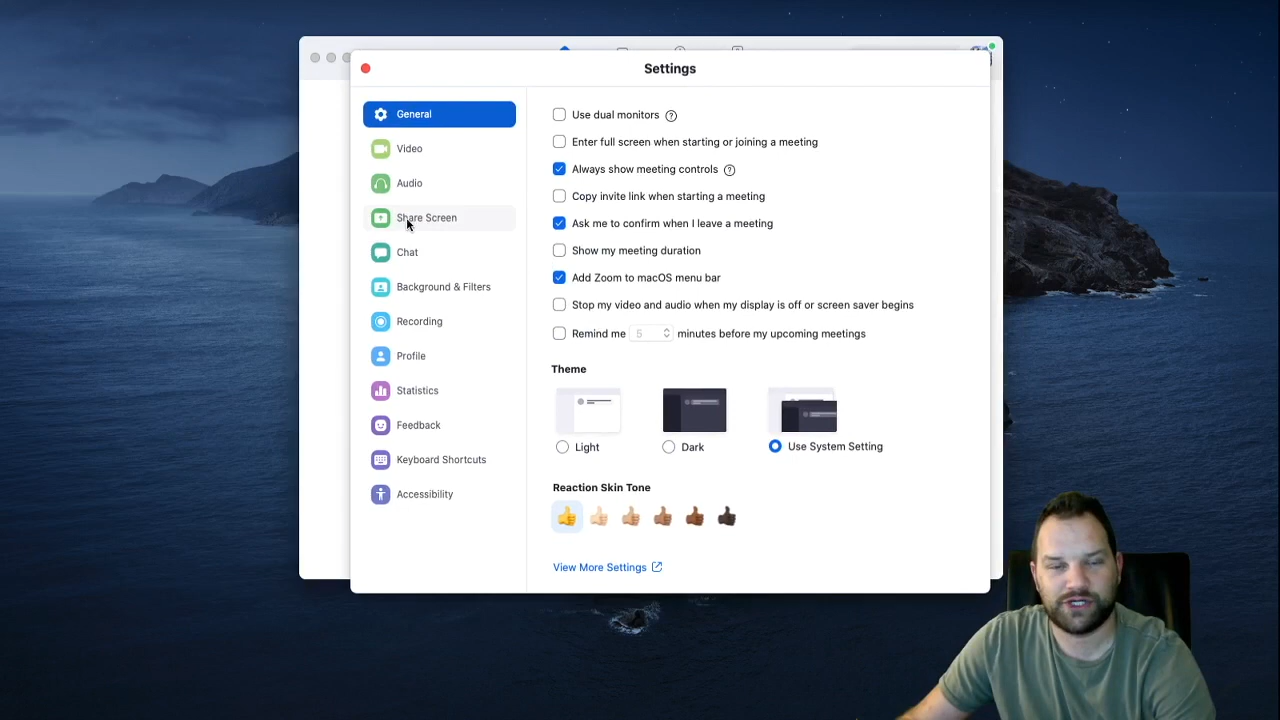 Settings
General
Video
Audio
Share Screen
Chat
Background & Filters
Recording
Profile
Statistics
Feedback
Keyboard Shortcuts
Accessibility
Use dual monitors ?
Enter full screen when starting or joining a meeting
Always show meeting controls ?
Copy invite link when starting a meeting
Ask me to confirm when I leave a meeting
Show my meeting duration
Add Zoom to macOS menu bar
Stop my video and audio when my display is off or screen saver begins
Remind me 5 minutes before my upcoming meetings
Theme
Light Dark Use System Setting
Reaction Skin Tone
View More Settings